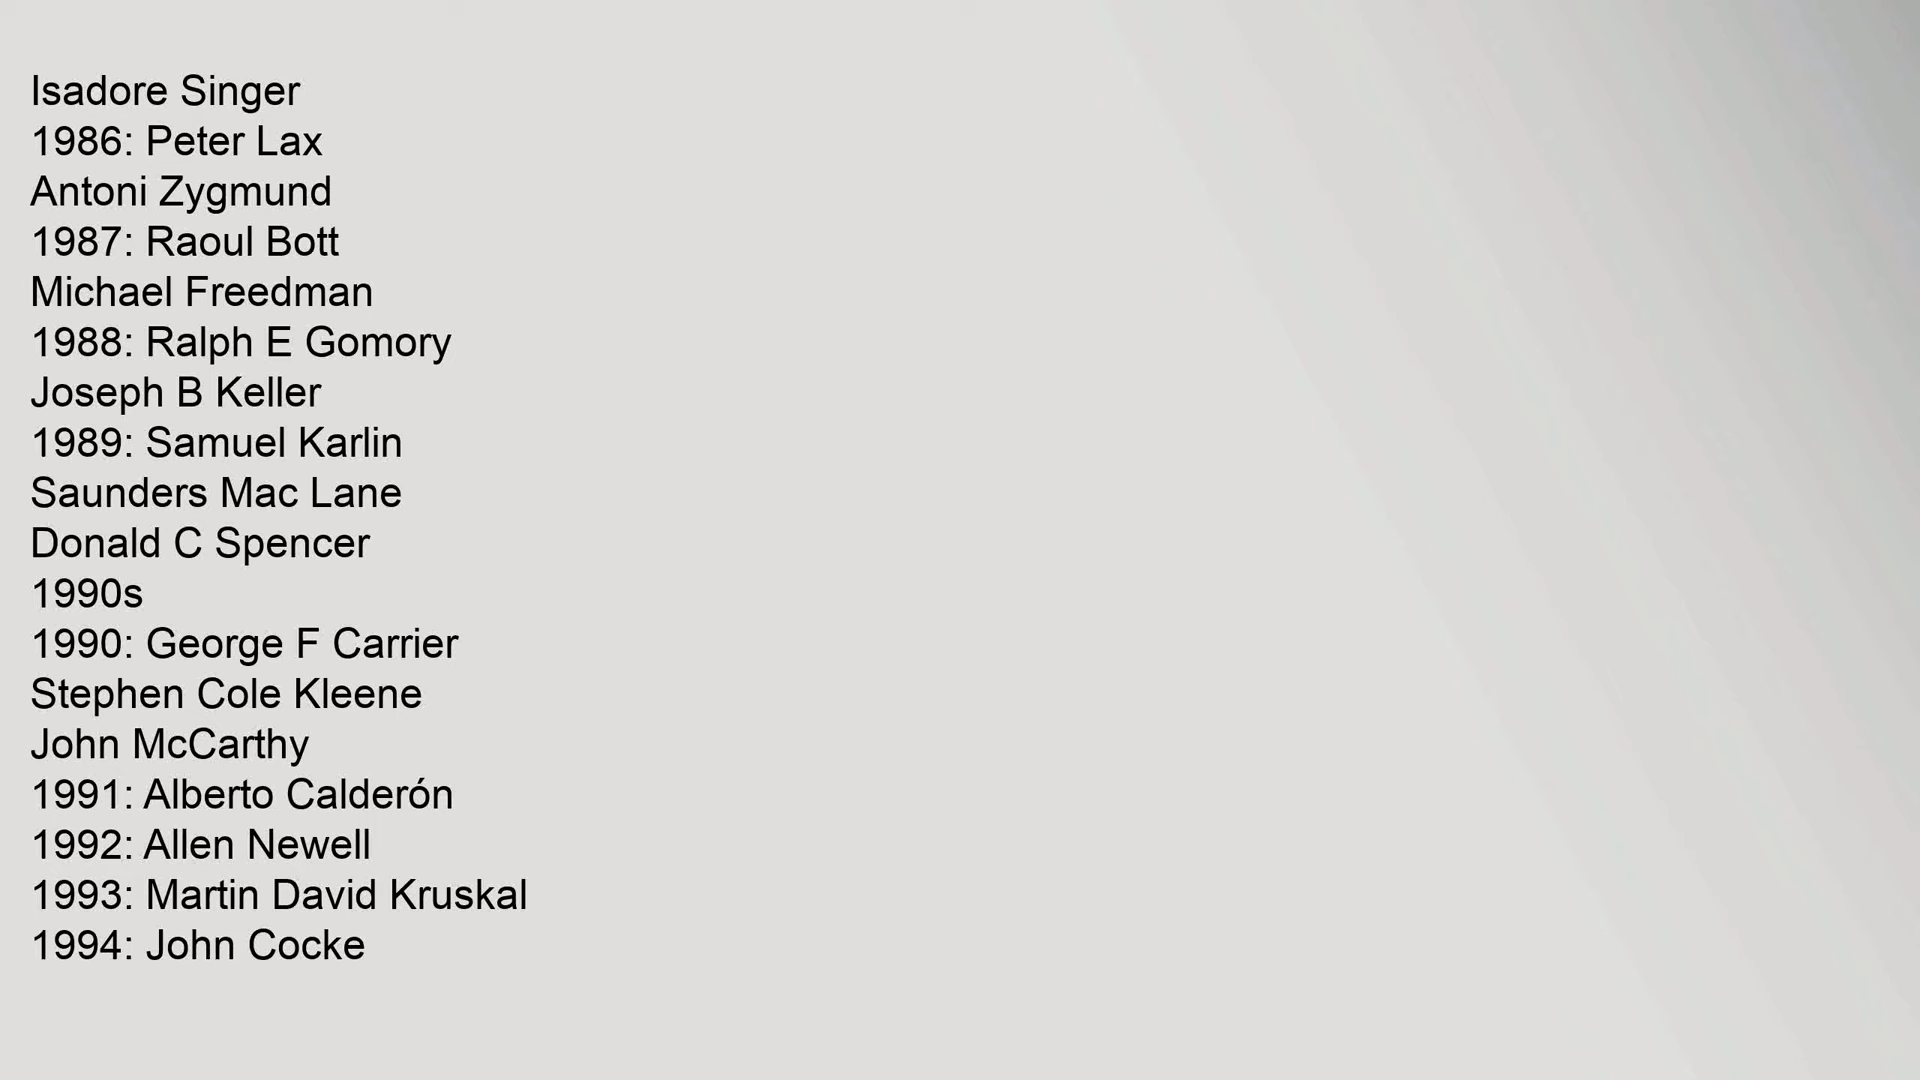 Isadore Singer
1986: Peter Lax
Antoni Zygmund
1987: Raoul Bott
Michael Freedman
1988: Ralph E Gomory
Joseph B Keller
1989: Samuel Karlin
Saunders Mac Lane
Donald C Spencer
1990s
1990: George F Carrier
Stephen Cole Kleene
John McCarthy
1991: Alberto Calderón
1992: Allen Newell
1993: Martin David Kruskal
1994: John Cocke